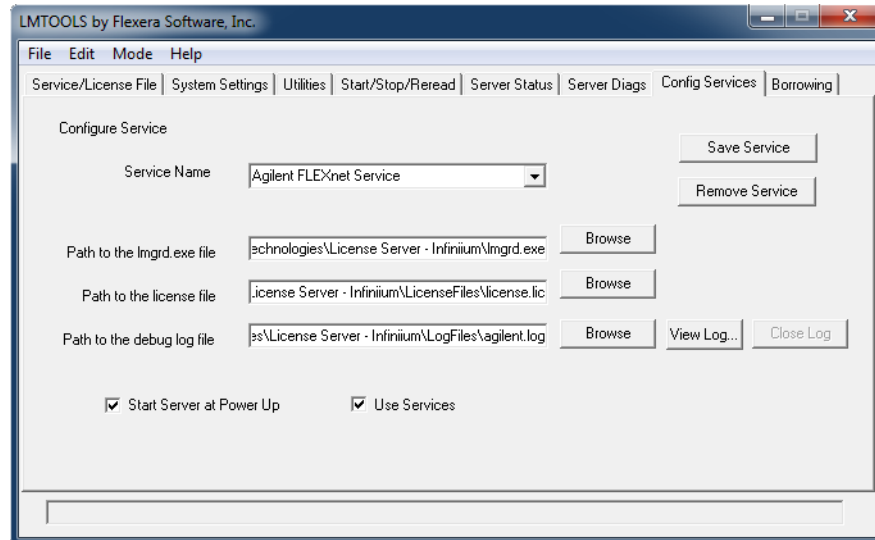 LMTOOLS by Flexera Software, Inc.
File Edit Mode Help
Service/License File System Settings Utilities Start/Stop/Reread Server Status Server Diags Config Services Borrowing
Configure Service
Save Service
Service Name Agilent FLEXnet Service
Remove Service
Path to the lmgrd.exe file echnologies\License Server - Infiniium\lmgrd.exe Browse
Path to the license file .icense Server - Infiniium\LicenseFiles\license.lic Browse
Path to the debug log file es\License Server - Infiniium\LogFiles\agilent.log Browse View Log... Close Log
Start Server at Power Up Use Services